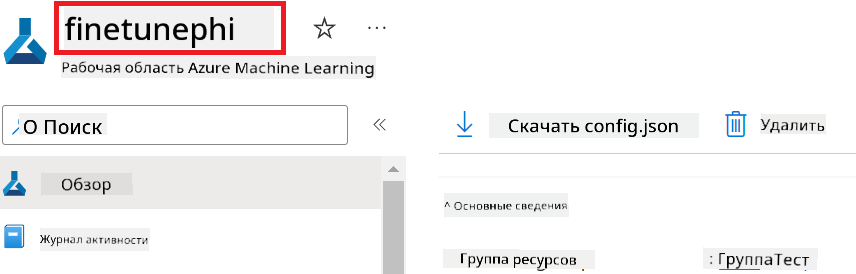 finetunephi
Рабочая область Azure Machine Learning
О Поиск
Обзор
Журнал активности
Скачать config.json
Удалить
^ Основные сведения
Группа ресурсов : ГруппаТест